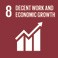 8 DECENT WORK AND
ECONOMIC GROWTH